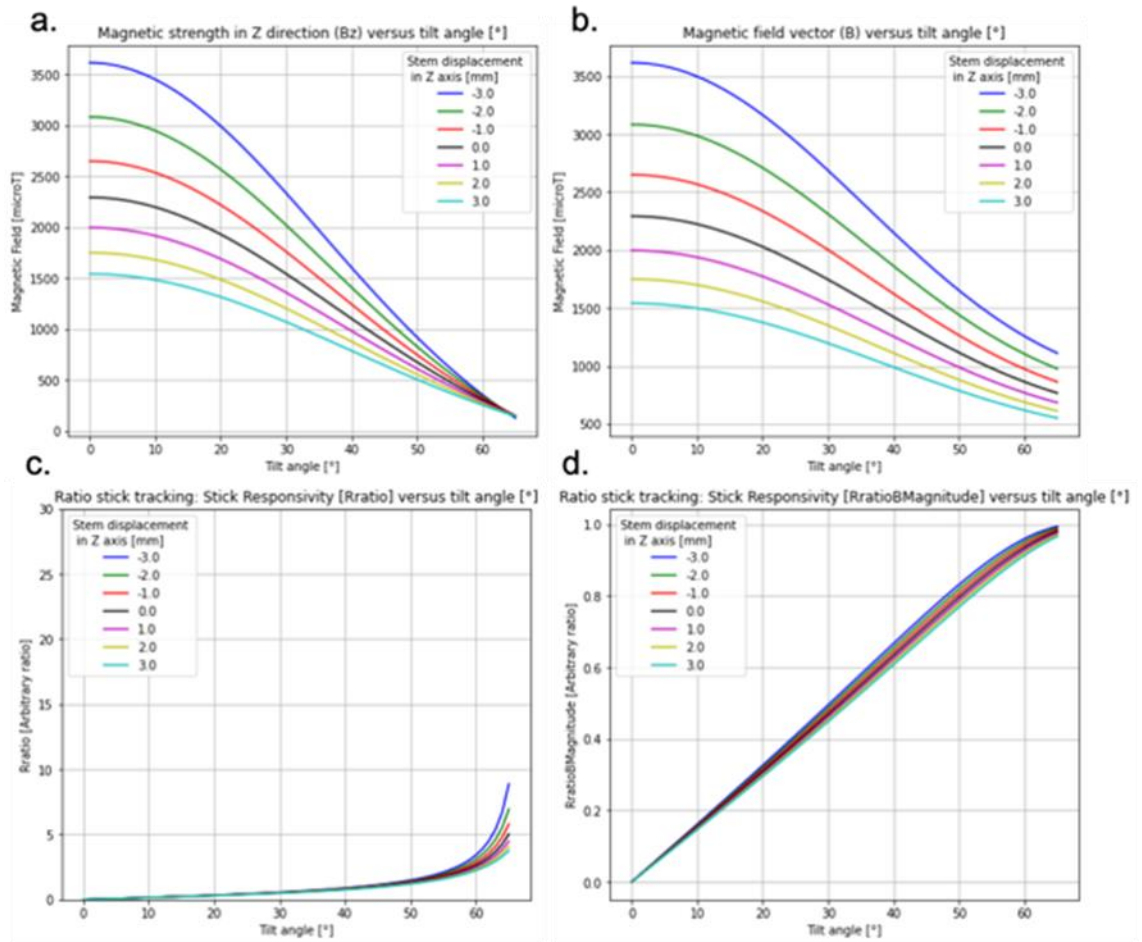 a.
Magnetic strength in Z direction (Bz) versus tilt angle [°]
Magnetic Field [microT]
3500
3000
2500
2000
1500
1000
500
0
Stem displacement
in Z axis [mm]
-3.0
-2.0
-1.0
0.0
1.0
2.0
3.0
0 10 20 30 40 50 60
Tilt angle [°]
b.
Magnetic field vector (B) versus tilt angle [°]
Magnetic Field [microT]
3500
3000
2500
2000
1500
1000
500
Stem displacement
in Z axis [mm]
-3.0
-2.0
-1.0
0.0
1.0
2.0
3.0
0 10 20 30 40 50 60
Tilt angle [°]
c.
Ratio stick tracking: Stick Responsivity [Rratio] versus tilt angle [°]
Rratio [Arbitrary ratio]
30
25
20
15
10
5
0
Stem displacement
in Z axis [mm]
-3.0
-2.0
-1.0
0.0
1.0
2.0
3.0
0 10 20 30 40 50 60
Tilt angle [°]
d.
Ratio stick tracking: Stick Responsivity [RratioBMagnitude] versus tilt angle [°]
RratioBMagnitude [Arbitrary ratio]
1.0
0.8
0.6
0.4
0.2
0.0
Stem displacement
in Z axis [mm]
-3.0
-2.0
-1.0
0.0
1.0
2.0
3.0
0 10 20 30 40 50 60
Tilt angle [°]